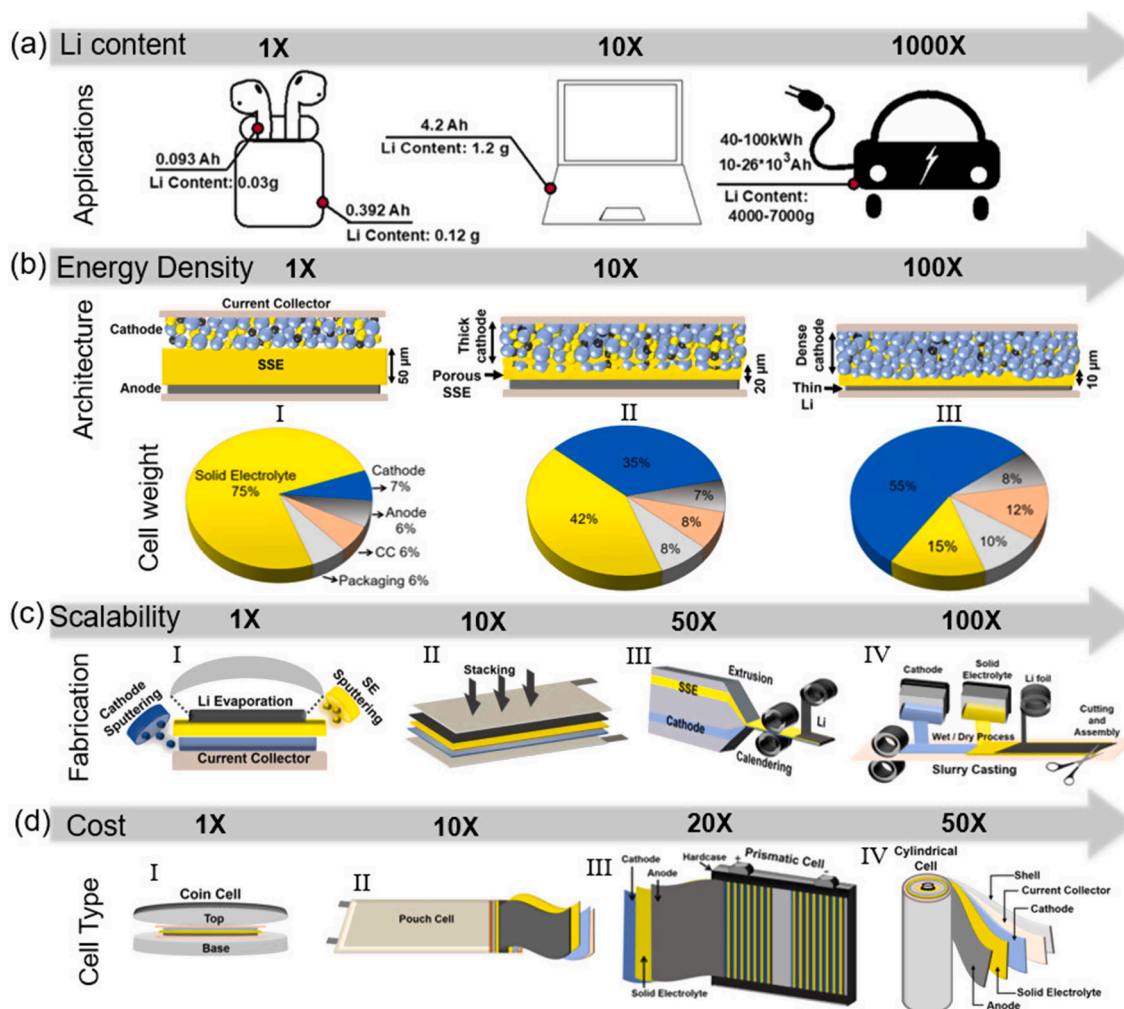 (a) Li content 1X 10X 1000X
Applications
0.093 Ah
Li Content: 0.03g
0.392 Ah
Li Content: 0.12 g
4.2 Ah
Li Content: 1.2 g
40-100kWh
10-26*10³Ah
Li Content:
4000-7000g
(b) Energy Density 1X 10X 100X
Architecture
Current Collector
Cathode
SSE
Anode
50 µm
I
Thick
cathode
Porous
SSE
20 µm
II
Dense
cathode
Thin
Li
10 µm
III
Cell weight
Solid Electrolyte
75%
Cathode
7%
Anode
6%
CC 6%
Packaging 6%
35%
7%
8%
8%
42%
55%
8%
12%
10%
15%
(c) Scalability 1X 10X 50X 100X
Fabrication
I
Cathode
Sputtering
Li Evaporation
SE
Sputtering
Current Collector
II
Stacking
III
Extrusion
SSE
Cathode
Li
Calendering
IV
Cathode
Solid
Electrolyte
Li foil
Cutting
and
Assembly
Wet / Dry Process
Slurry Casting
(d) Cost 1X 10X 20X 50X
Cell Type
I
Coin Cell
Top
Base
II
Pouch Cell
III
Cathode
Anode
Hardcase
Prismatic Cell
+
-
Solid Electrolyte
IV
Cylindrical
Cell
Shell
Current Collector
Cathode
Solid Electrolyte
Anode